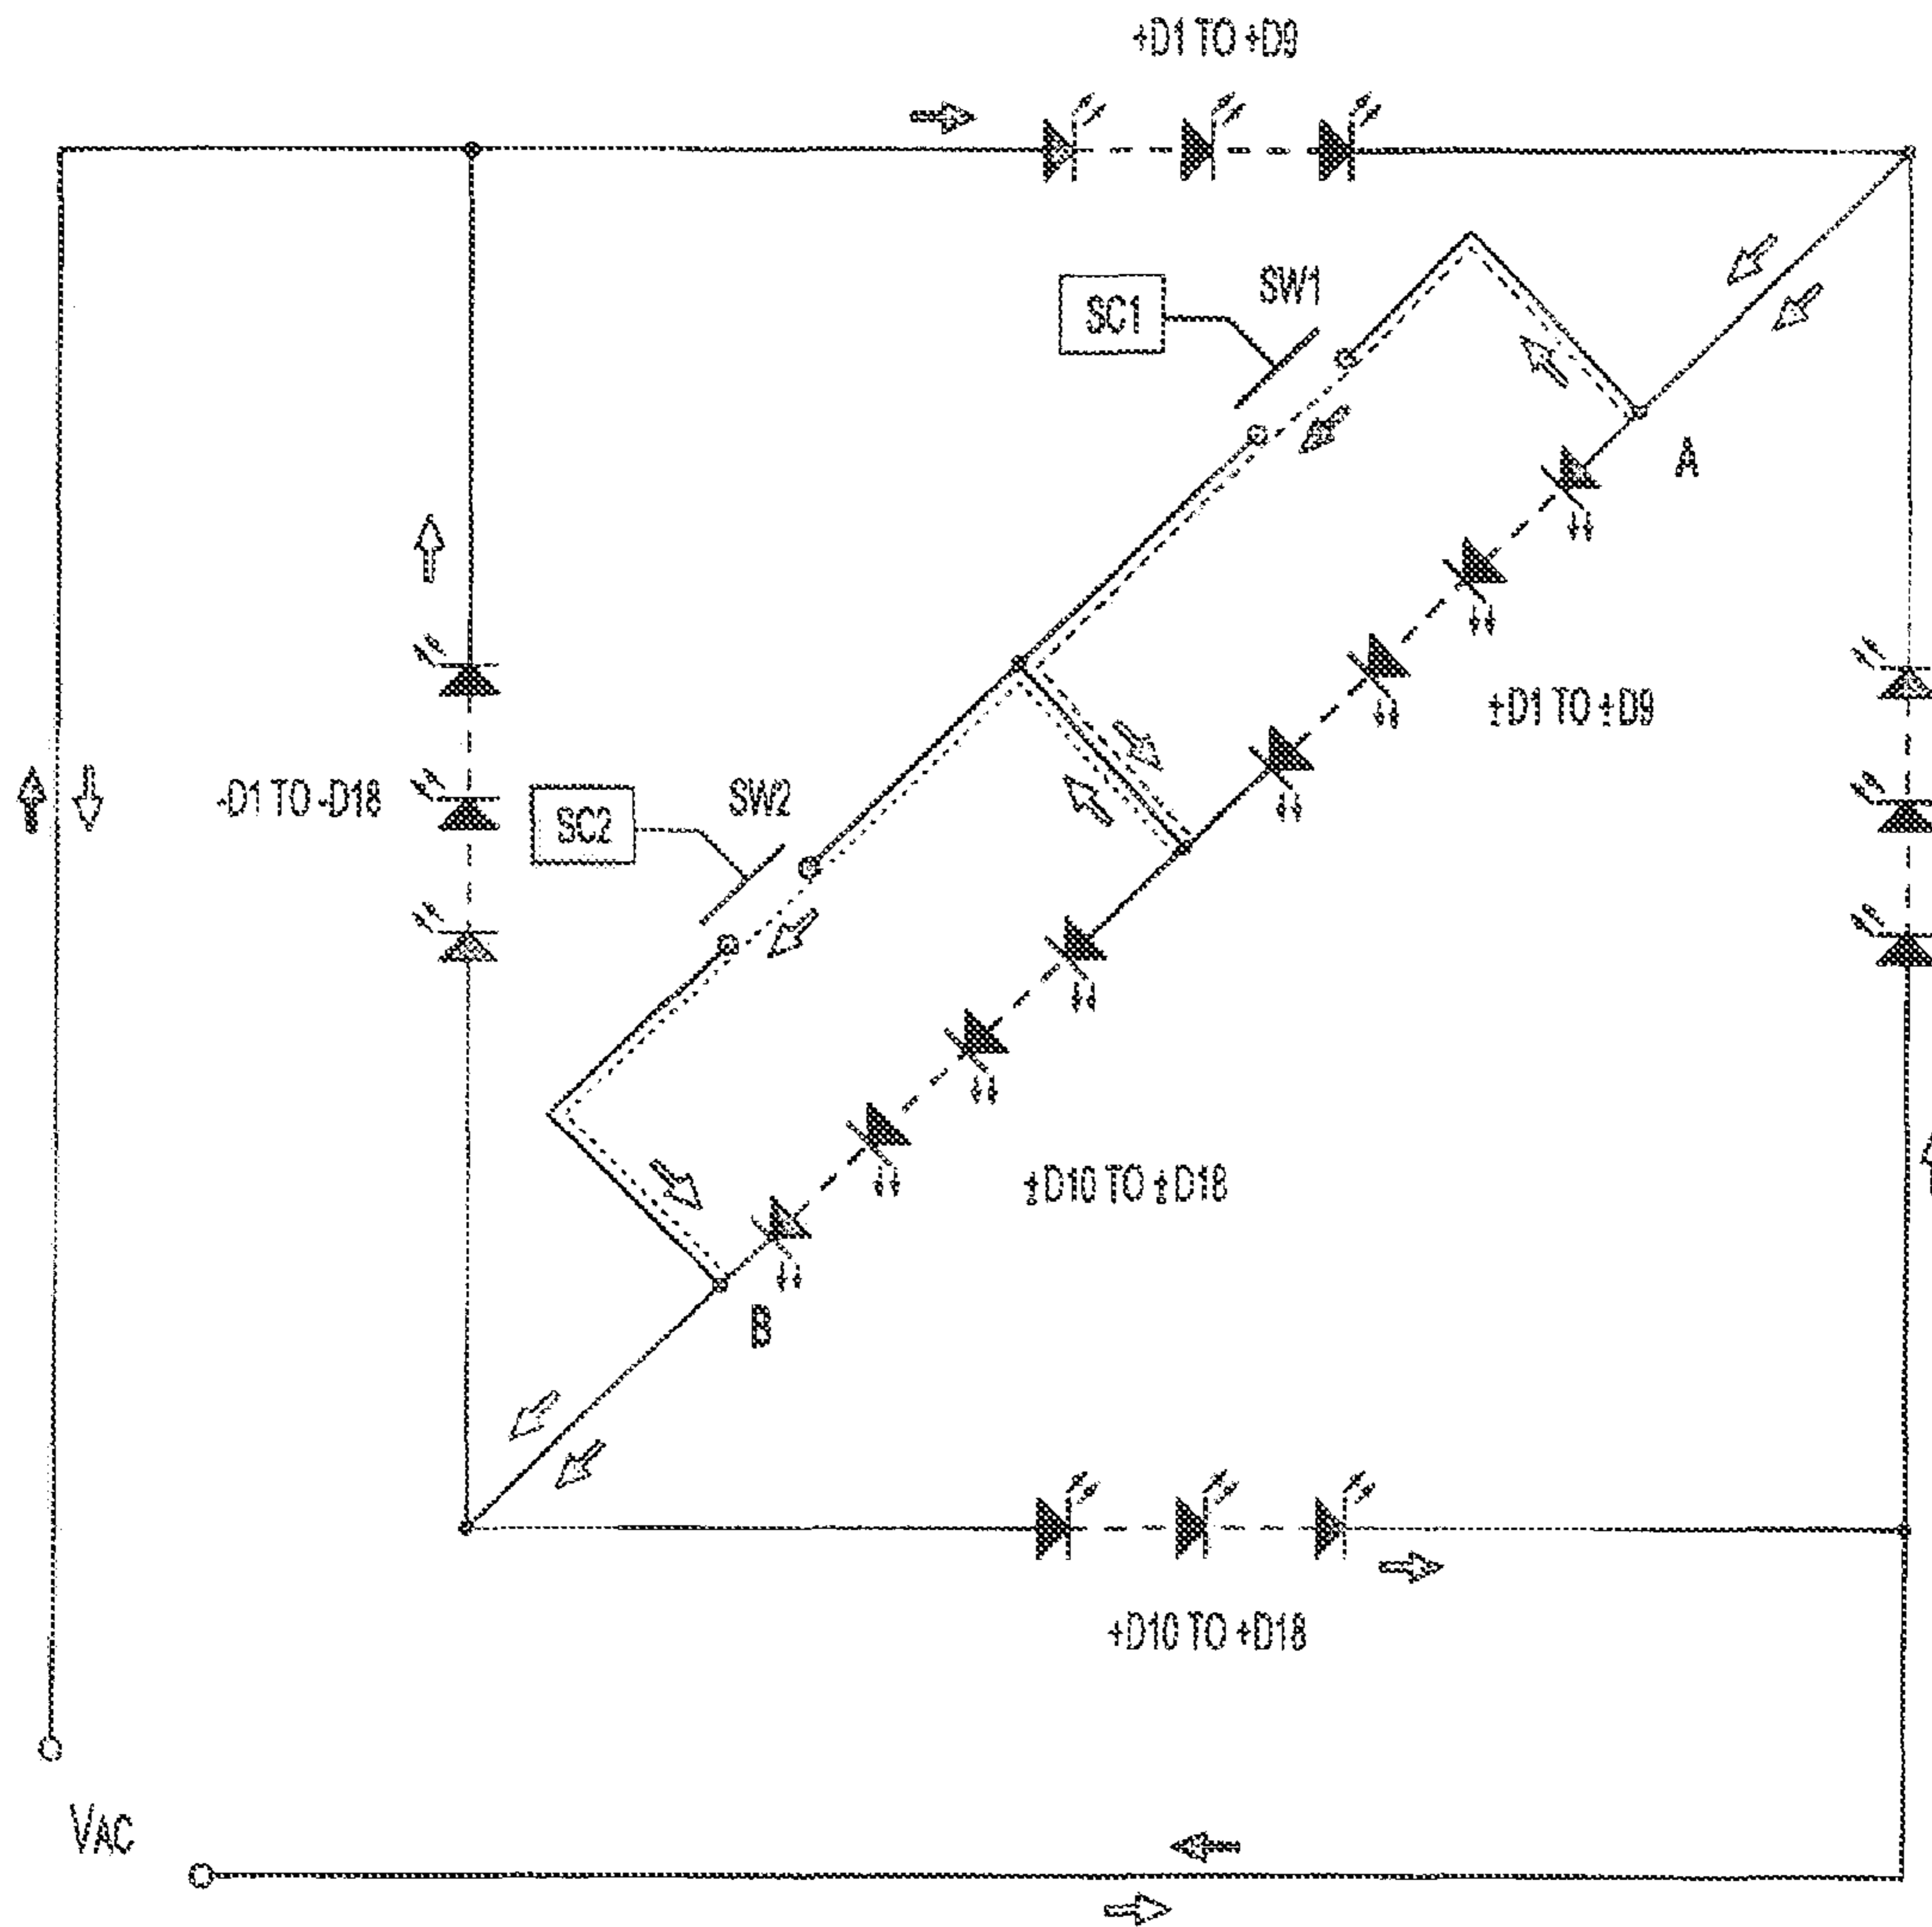 +D1 TO +D9
SC1
SW1
A
±D1 TO ±D9
-D1 TO -D18
SC2
SW2
±D10 TO ±D18
B
+D10 TO +D18
VAC